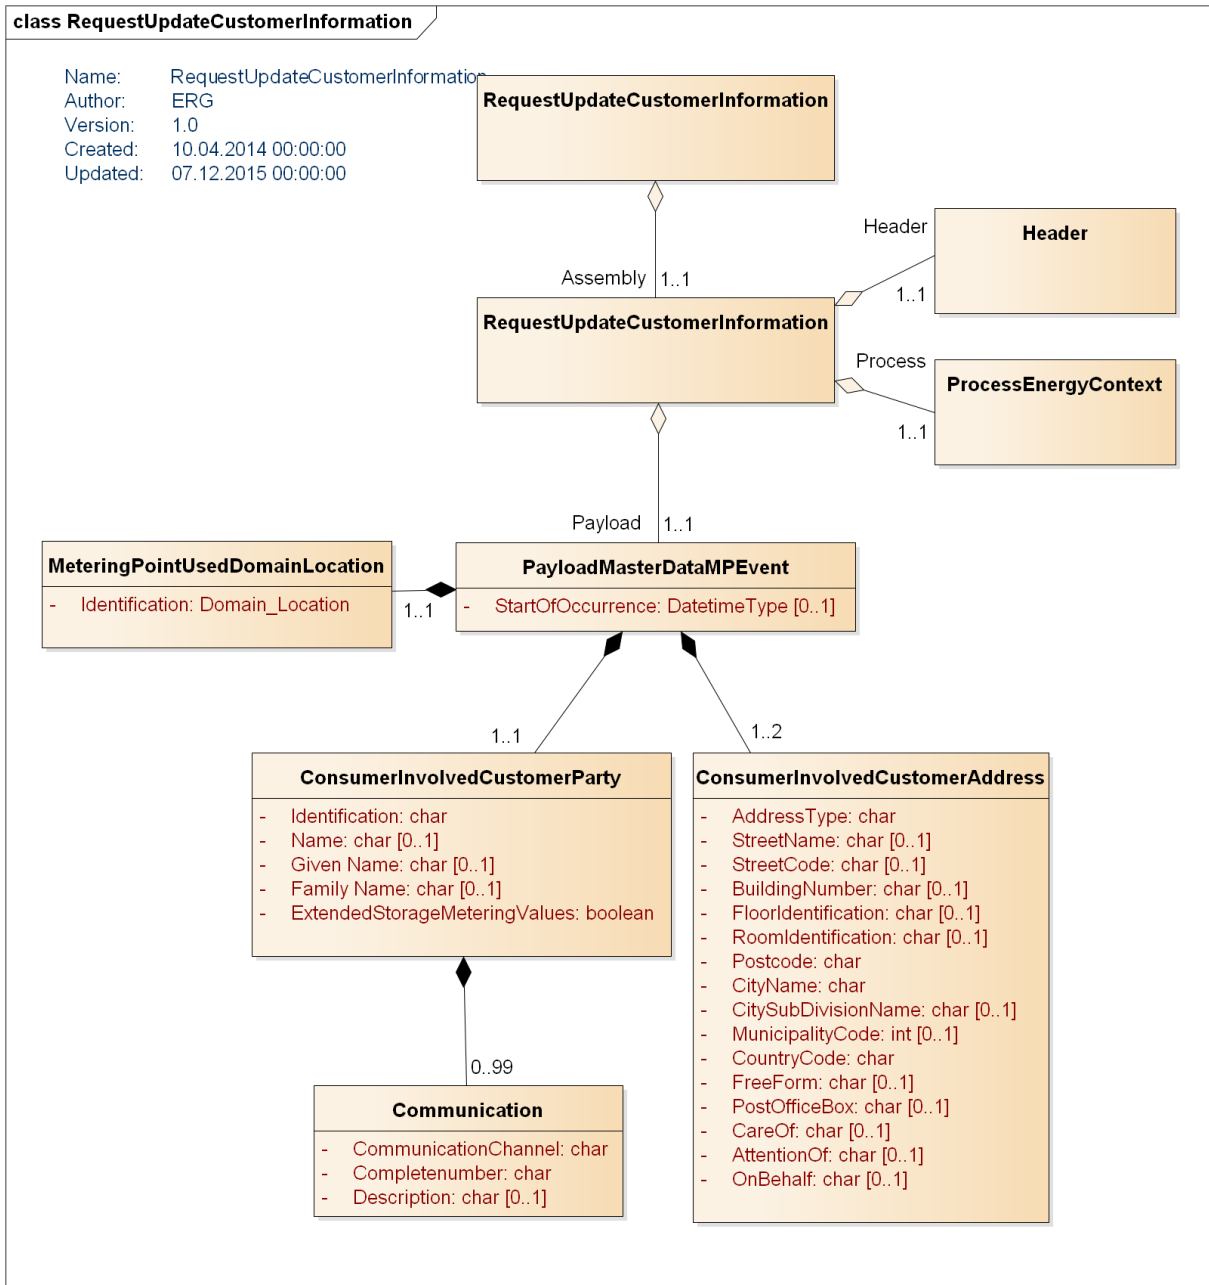 class RequestUpdateCustomerInformation
Name: RequestUpdateCustomerInformation
Author: ERG
Version: 1.0
Created: 10.04.2014 00:00:00
Updated: 07.12.2015 00:00:00
RequestUpdateCustomerInformation
Assembly 1..1
RequestUpdateCustomerInformation
Header
1..1
Header
Process
1..1
ProcessEnergyContext
Payload 1..1
MeteringPointUsedDomainLocation
- Identification: Domain_Location
1..1
PayloadMasterDataMPEvent
- StartOfOccurrence: DatetimeType [0..1]
1..1
1..2
ConsumerInvolvedCustomerParty
- Identification: char
- Name: char [0..1]
- Given Name: char [0..1]
- Family Name: char [0..1]
- ExtendedStorageMeteringValues: boolean
0..99
Communication
- CommunicationChannel: char
- Completenumber: char
- Description: char [0..1]
ConsumerInvolvedCustomerAddress
- AddressType: char
- StreetName: char [0..1]
- StreetCode: char [0..1]
- BuildingNumber: char [0..1]
- FloorIdentification: char [0..1]
- RoomIdentification: char [0..1]
- Postcode: char
- CityName: char
- CitySubDivisionName: char [0..1]
- MunicipalityCode: int [0..1]
- CountryCode: char
- FreeForm: char [0..1]
- PostOfficeBox: char [0..1]
- CareOf: char [0..1]
- AttentionOf: char [0..1]
- OnBehalf: char [0..1]